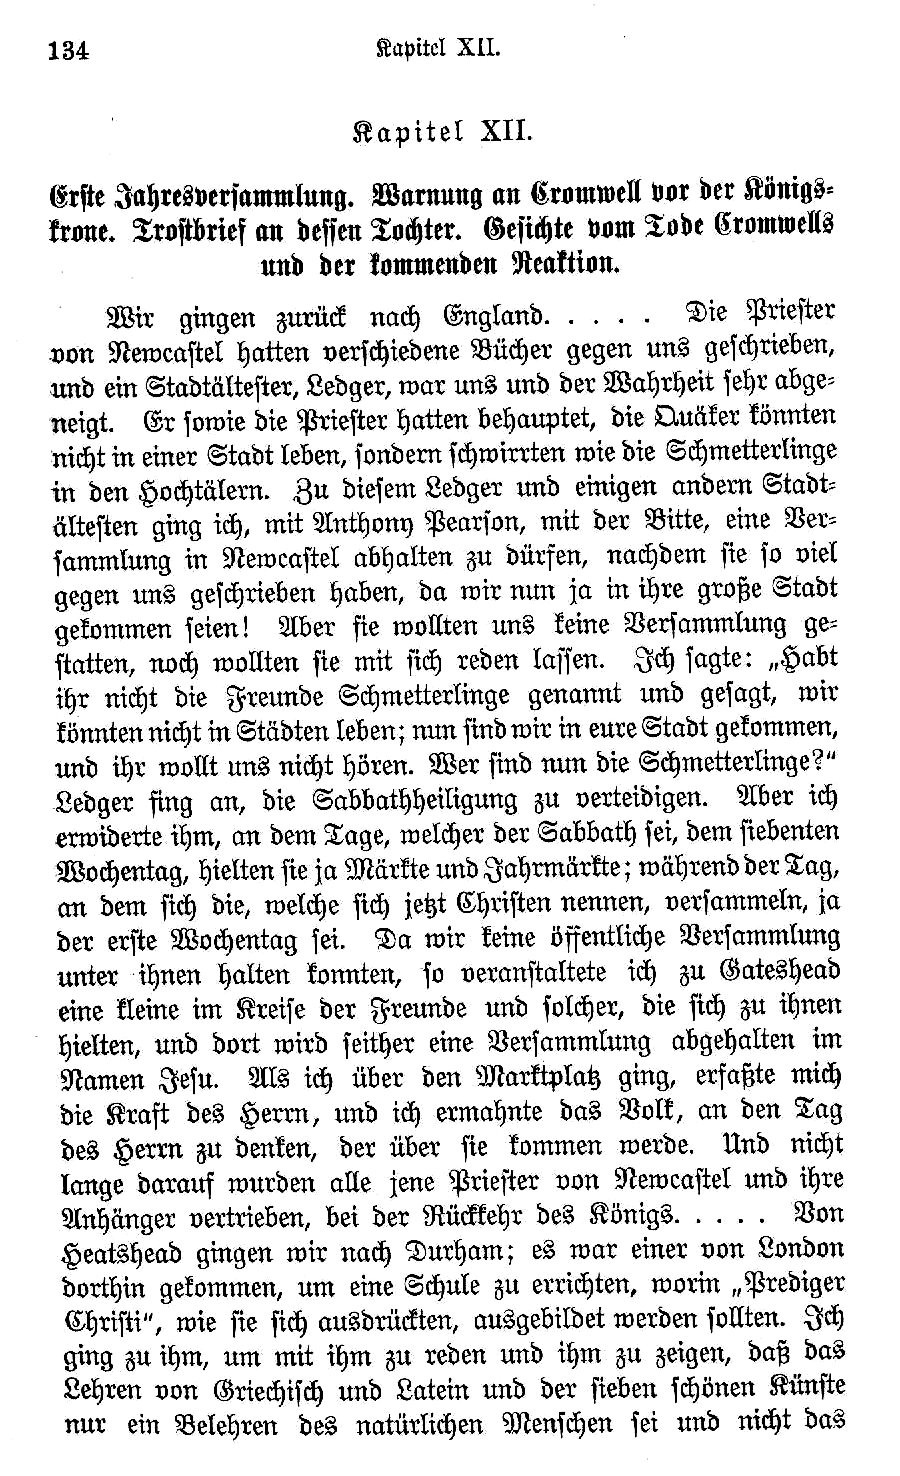 134 Kapitel XII.
Kapitel XII.
Erste Jahresversammlung. Warnung an Cromwell vor der Königs-
krone. Trostbrief an dessen Tochter. Gesichte vom Tode Cromwells
und der kommenden Reaktion.
Wir gingen zurück nach England. . . . . . Die Priester
von Newcastel hatten verschiedene Bücher gegen uns geschrieben,
und ein Stadtältester, Ledger, war uns und der Wahrheit sehr abge-
neigt. Er sowie die Priester hatten behauptet, die Quäker könnten
nicht in einer Stadt leben, sondern schwirrten wie die Schmetterlinge
in den Hochtälern. Zu diesem Ledger und einigen andern Stadt-
ältesten ging ich, mit Anthony Pearson, mit der Bitte, eine Ver-
sammlung in Newcastel abhalten zu dürfen, nachdem sie so viel
gegen uns geschrieben haben, da wir nun ja in ihre große Stadt
gekommen seien! Aber sie wollten uns keine Versammlung ge-
statten, noch wollten sie mit sich reden lassen. Ich sagte: „Habt
ihr nicht die Freunde Schmetterlinge genannt und gesagt, wir
könnten nicht in Städten leben; nun sind wir in eure Stadt gekommen,
und ihr wollt uns nicht hören. Wer sind nun die Schmetterlinge?“
Ledger fing an, die Sabbathheiligung zu verteidigen. Aber ich
erwiderte ihm, an dem Tage, welcher der Sabbath sei, dem siebenten
Wochentag, hielten sie ja Märkte und Jahrmärkte; während der Tag,
an dem sich die, welche sich jetzt Christen nennen, versammeln, ja
der erste Wochentag sei. Da wir keine öffentliche Versammlung
unter ihnen halten konnten, so veranstaltete ich zu Gateshead
eine kleine im Kreise der Freunde und solcher, die sich zu ihnen
hielten, und dort wird seither eine Versammlung abgehalten im
Namen Jesu. Als ich über den Marktplatz ging, erfaßte mich
die Kraft des Herrn, und ich ermahnte das Volk, an den Tag
des Herrn zu denken, der über sie kommen werde. Und nicht
lange darauf wurden alle jene Priester von Newcastel und ihre
Anhänger vertrieben, bei der Rückkehr des Königs. . . . . Von
Heatshead gingen wir nach Durham; es war einer von London
dorthin gekommen, um eine Schule zu errichten, worin „Prediger
Christi“, wie sie sich ausdrückten, ausgebildet werden sollten. Ich
ging zu ihm, um mit ihm zu reden und ihm zu zeigen, daß das
Lehren von Griechisch und Latein und der sieben schönen Künste
nur ein Belehren des natürlichen Menschen sei und nicht das